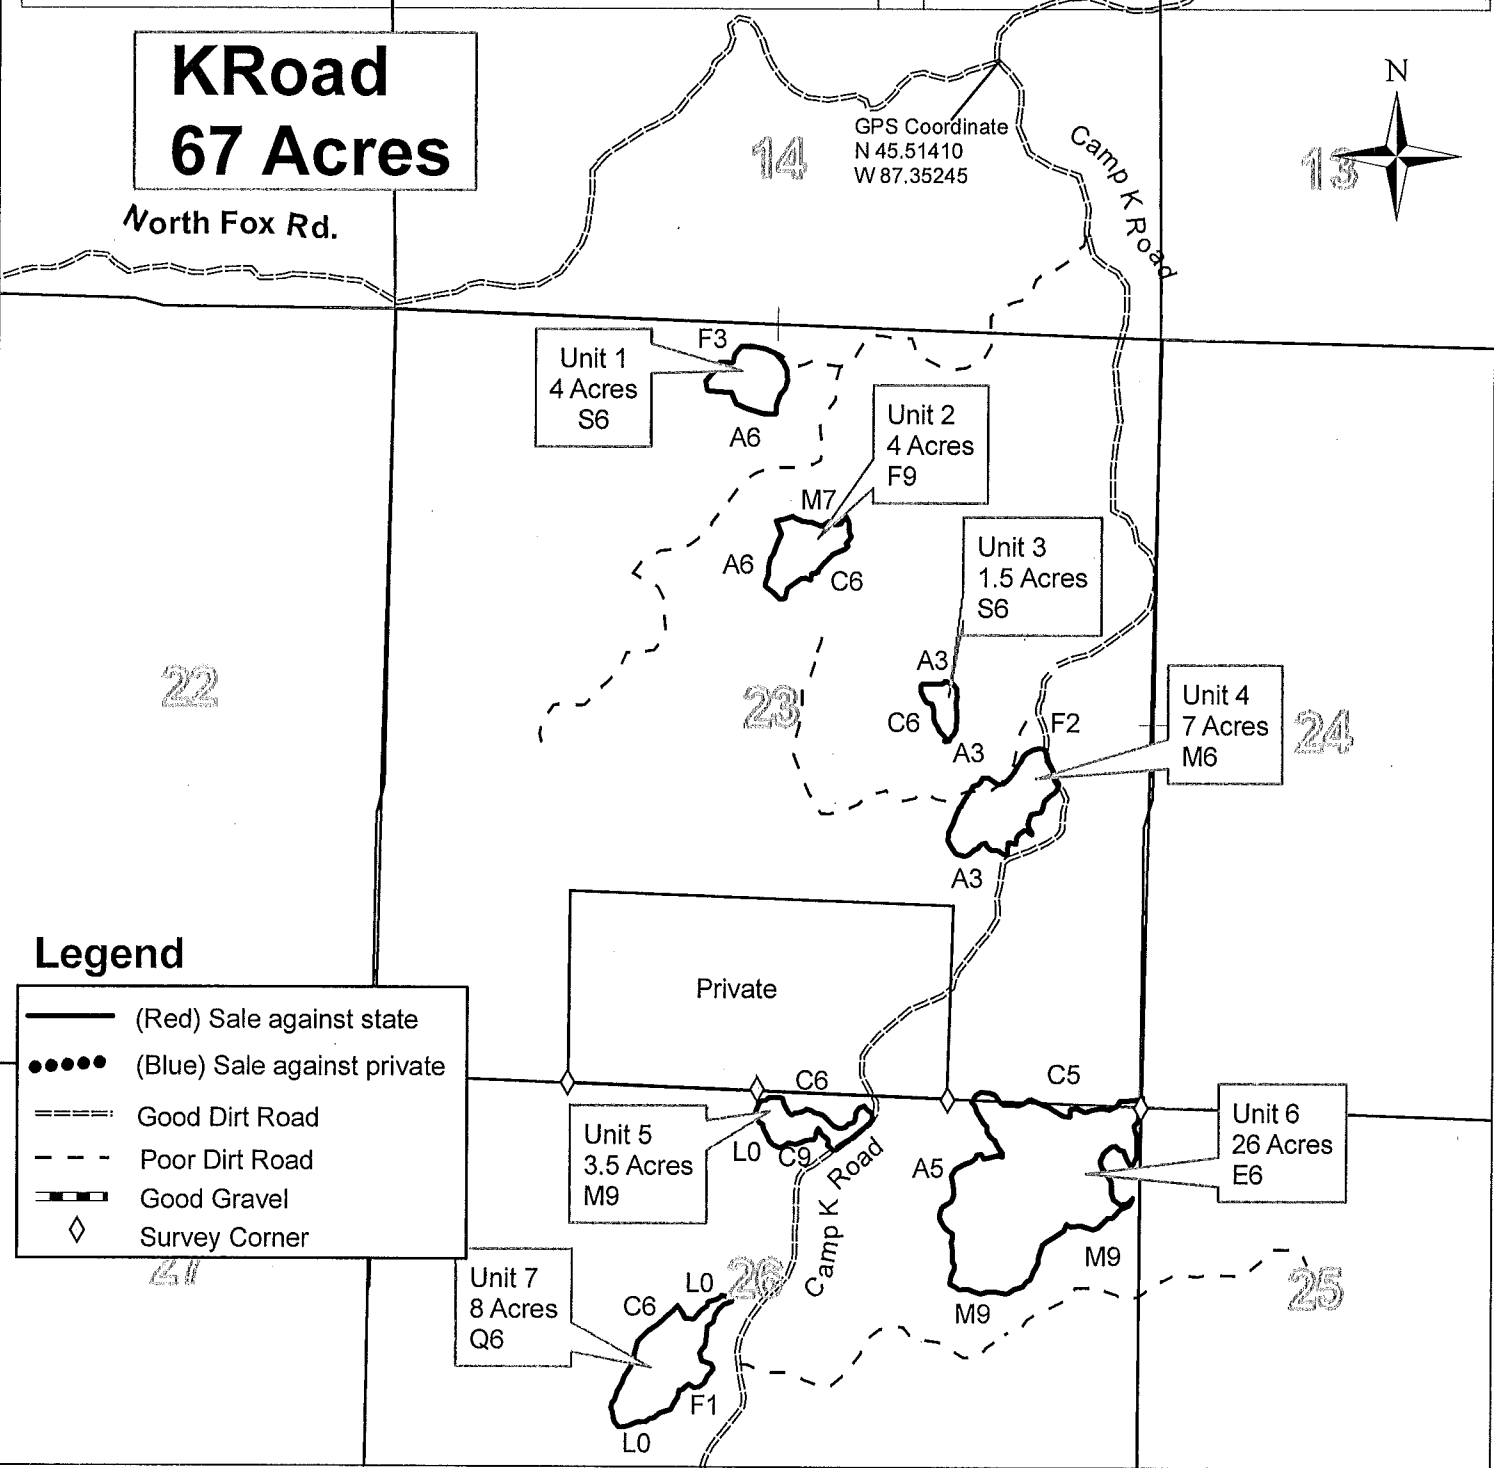 KRoad
67 Acres
N
14
13
GPS Coordinate
N 45.51410
W 87.35245
Camp K Road
North Fox Rd.
F3
Unit 1
4 Acres
S6
A6
Unit 2
4 Acres
F9
M7
A6
C6
Unit 3
1.5 Acres
S6
A3
C6
A3
22
23
24
F2
Unit 4
7 Acres
M6
A3
Private
Legend
(Red) Sale against state
(Blue) Sale against private
Good Dirt Road
Poor Dirt Road
Good Gravel
Survey Corner
C6
Unit 5
3.5 Acres
M9
L0
C9
Camp K Road
C5
A5
Unit 6
26 Acres
E6
M9
M9
27
26
25
Unit 7
8 Acres
Q6
L0
C6
F1
L0